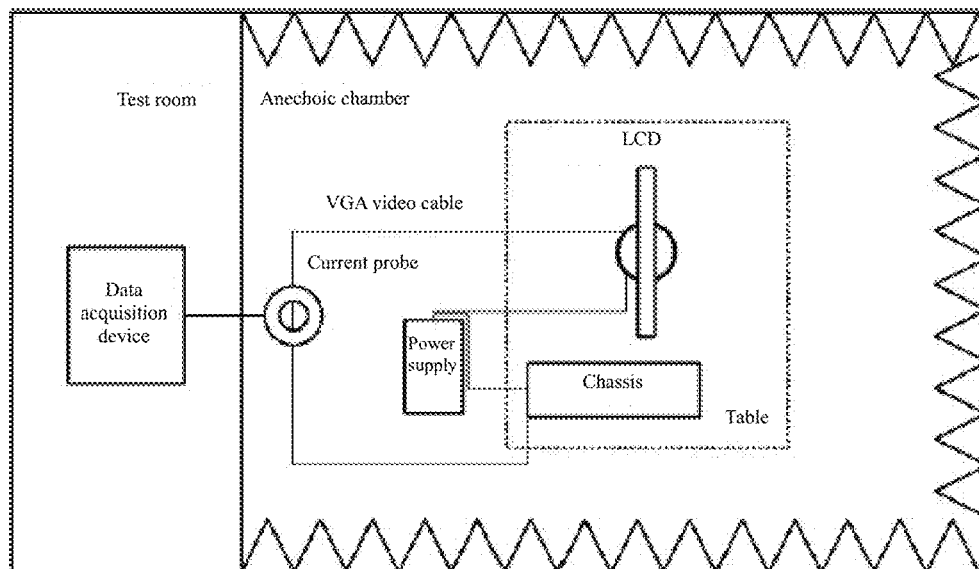 Test room
Anechoic chamber
LCD
VGA video cable
Current probe
Data
acquisition
device
Power
supply
Chassis
Table